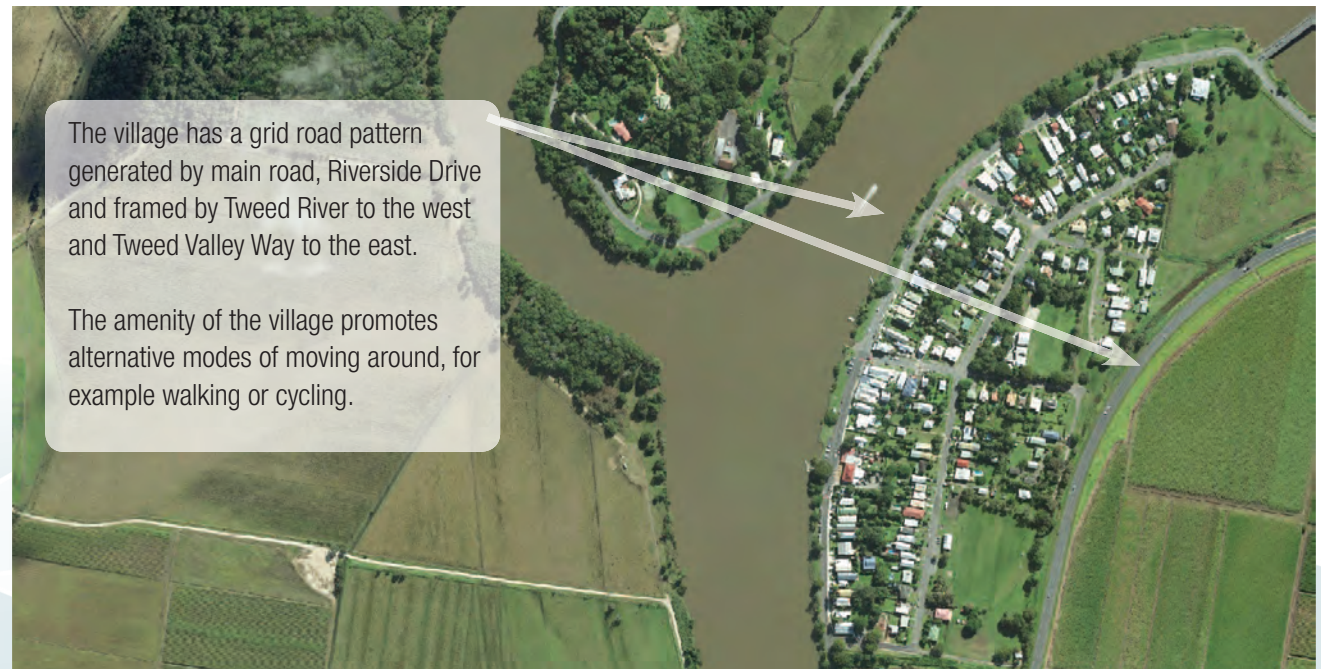 The village has a grid road pattern
generated by main road, Riverside Drive
and framed by Tweed River to the west
and Tweed Valley Way to the east.
The amenity of the village promotes
alternative modes of moving around, for
example walking or cycling.